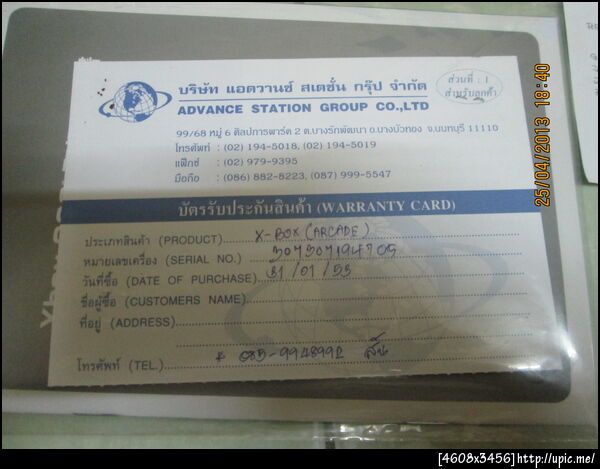 บริษัท แอดวานซ์ สเตชั่น กรุ๊ป จำกัด
ADVANCE STATION GROUP CO.,LTD
ส่วนที่ : 1
สำหรับลูกค้า
99/68 หมู่ 6 ศิลปการพาร์ค 2 ต.บางรักพัฒนา อ.บางบัวทอง จ.นนทบุรี 11110
โทรศัพท์ : (02) 194-5018, (02) 194-5019
แฟ็กซ์ : (02) 979-9395
มือถือ : (086) 882-8223, (087) 999-5547
บัตรรับประกันสินค้า (WARRANTY CARD)
ประเภทสินค้า (PRODUCT) X-BOX (ARCADE)
หมายเลขเครื่อง (SERIAL NO.) 307307194705
วันที่ซื้อ (DATE OF PURCHASE) 31/01/53
ชื่อผู้ซื้อ (CUSTOMERS NAME)
ที่อยู่ (ADDRESS)
โทรศัพท์ (TEL.)
25/04/2013 18:40
[4608x3456]http://upic.me/